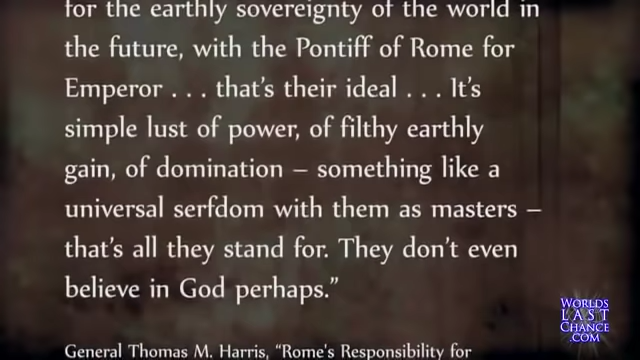 for the earthly sovereignty of the world in
the future, with the Pontiff of Rome for
Emperor . . . that's their ideal . . . It's
simple lust of power, of filthy earthly
gain, of domination – something like a
universal serfdom with them as masters –
that's all they stand for. They don't even
believe in God perhaps.”
General Thomas M. Harris, “Rome's Responsibility for
WORLDS
LAST
CHANCE
.COM